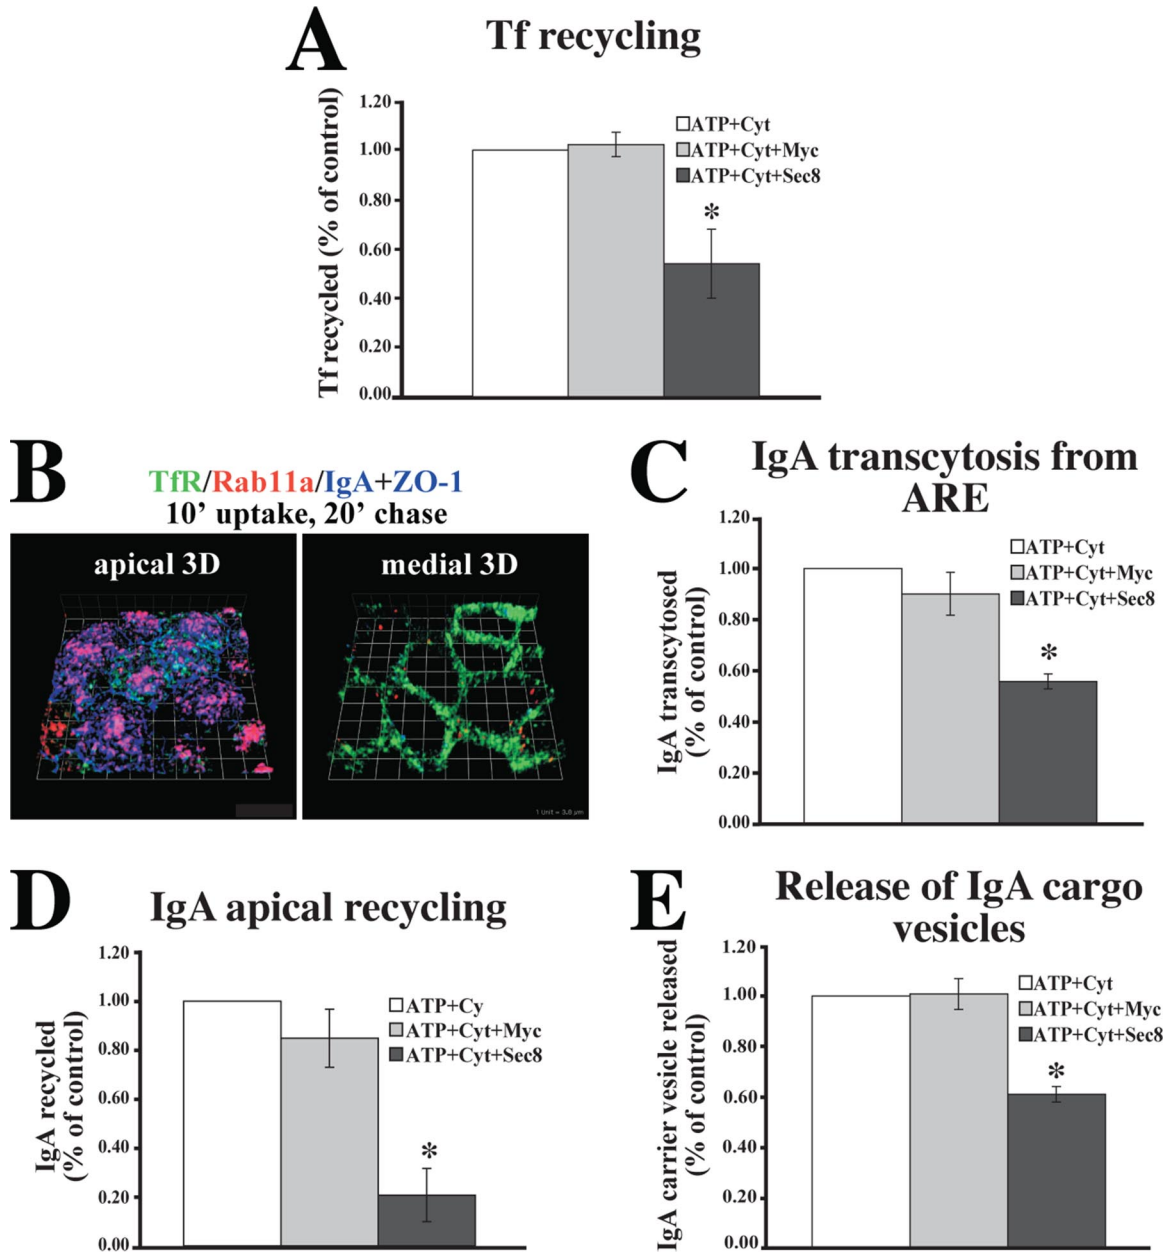 A
Tf recycling
Tf recycled (% of control)
1.20
1.00
0.80
0.60
0.40
0.20
0.00
ATP+Cyt
ATP+Cyt+Myc
ATP+Cyt+Sec8
*
B
TfR/Rab11a/IgA+ZO-1
10’ uptake, 20’ chase
apical 3D
medial 3D
1 Unit = 3.8 µm
C
IgA transcytosis from
ARE
IgA transcytosed
(% of control)
1.20
1.00
0.80
0.60
0.40
0.20
0.00
ATP+Cyt
ATP+Cyt+Myc
ATP+Cyt+Sec8
*
D
IgA apical recycling
IgA recycled
(% of control)
1.20
1.00
0.80
0.60
0.40
0.20
0.00
ATP+Cy
ATP+Cyt+Myc
ATP+Cyt+Sec8
*
E
Release of IgA cargo
vesicles
IgA carrier vesicle released
(% of control)
1.20
1.00
0.80
0.60
0.40
0.20
0.00
ATP+Cyt
ATP+Cyt+Myc
ATP+Cyt+Sec8
*